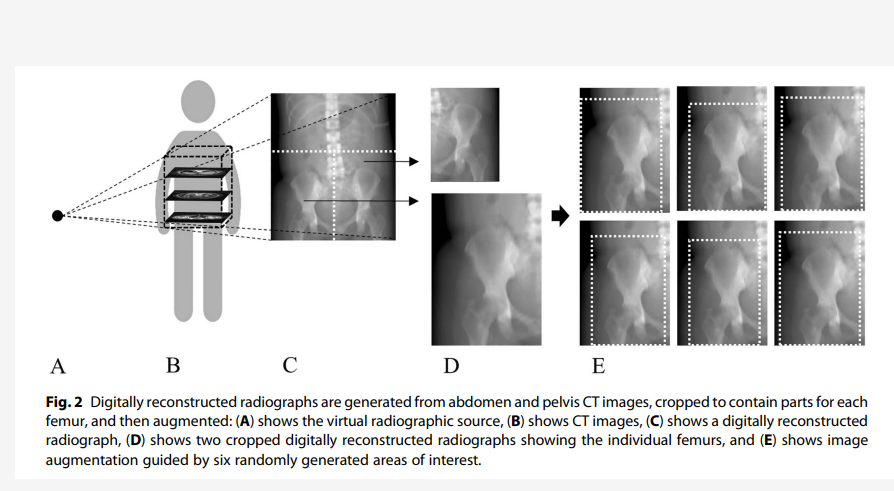 A B C D E
Fig. 2 Digitally reconstructed radiographs are generated from abdomen and pelvis CT images, cropped to contain parts for each
femur, and then augmented: (A) shows the virtual radiographic source, (B) shows CT images, (C) shows a digitally reconstructed
radiograph, (D) shows two cropped digitally reconstructed radiographs showing the individual femurs, and (E) shows image
augmentation guided by six randomly generated areas of interest.